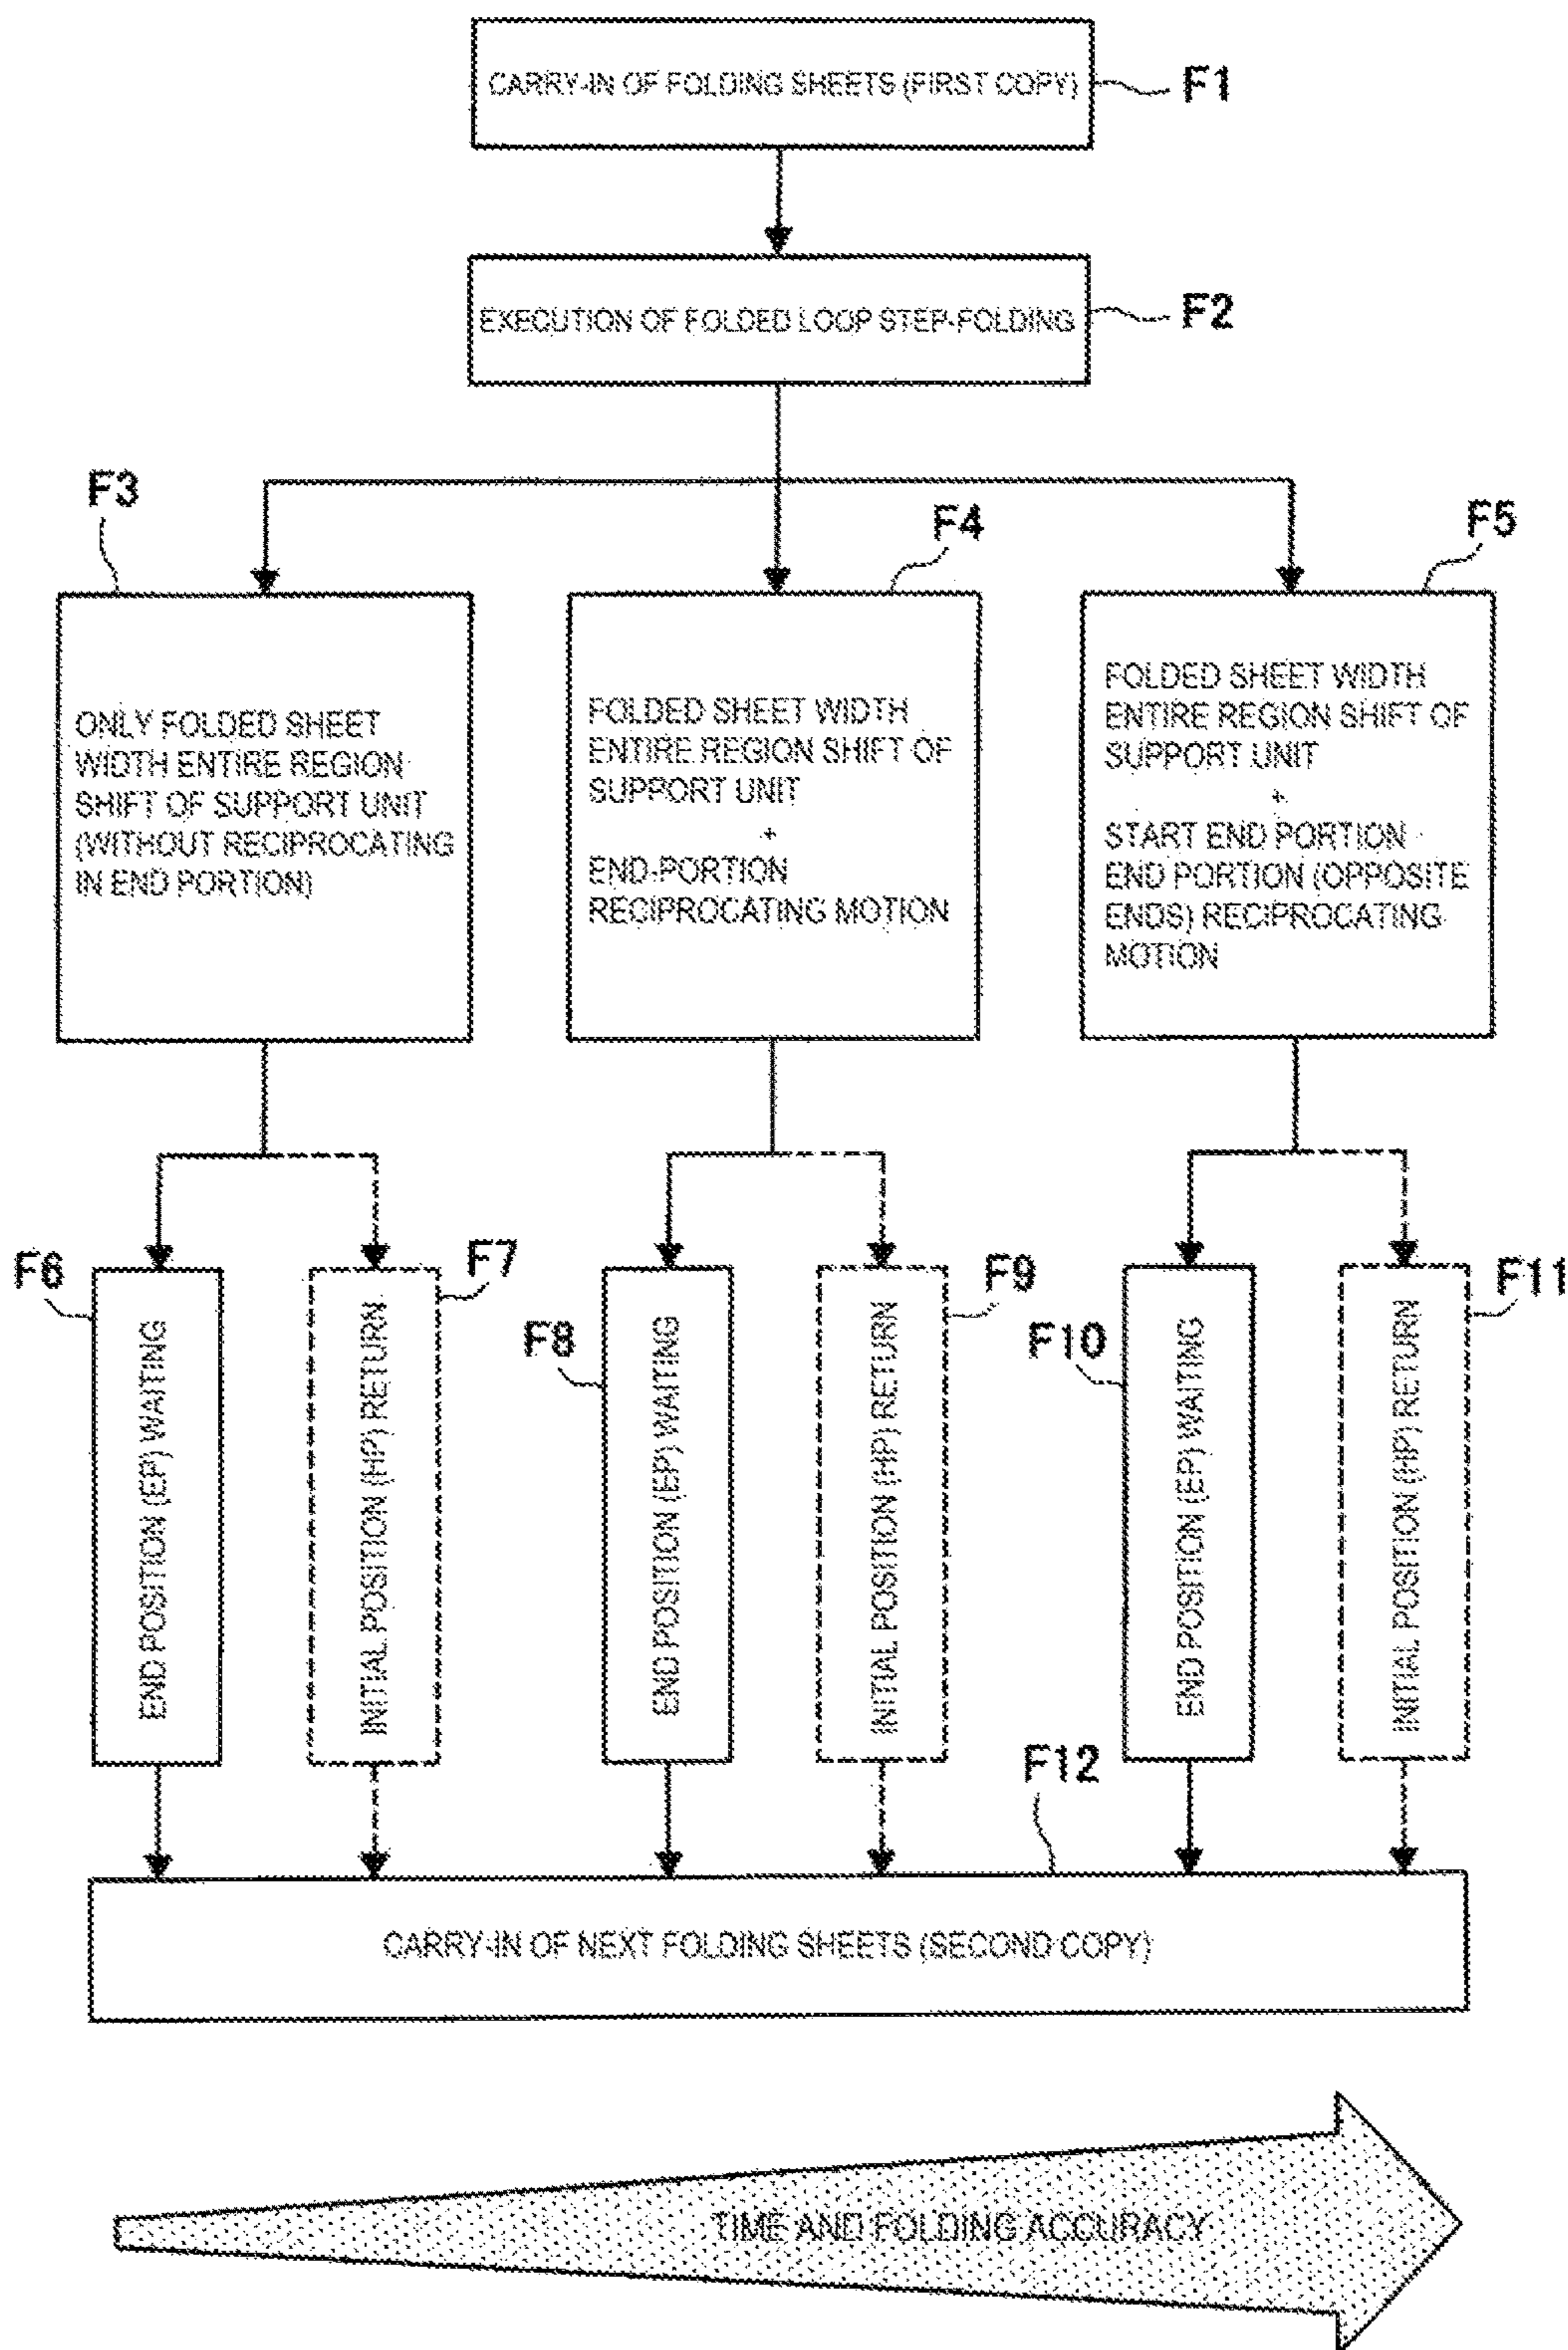 CARRY-IN OF FOLDING SHEETS (FIRST COPY)
F1
EXECUTION OF FOLDED LOOP STEP-FOLDING
F2
F3
F4
F5
ONLY FOLDED SHEET
WIDTH ENTIRE REGION
SHIFT OF SUPPORT UNIT
(WITHOUT RECIPROCATING
IN END PORTION)
FOLDED SHEET WIDTH
ENTIRE REGION SHIFT OF
SUPPORT UNIT
+
END-PORTION
RECIPROCATING MOTION
FOLDED SHEET WIDTH
ENTIRE REGION SHIFT OF
SUPPORT UNIT
+
START END PORTION
END PORTION (OPPOSITE
ENDS) RECIPROCATING
MOTION
F6
END POSITION (EP) WAITING
F7
INITIAL POSITION (HP) RETURN
F8
END POSITION (EP) WAITING
F9
INITIAL POSITION (HP) RETURN
F10
END POSITION (EP) WAITING
F11
INITIAL POSITION (HP) RETURN
F12
CARRY-IN OF NEXT FOLDING SHEETS (SECOND COPY)
TIME AND FOLDING ACCURACY